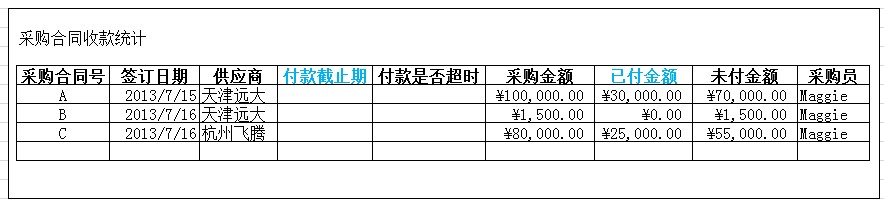 采购合同收款统计
采购合同号 签订日期 供应商 付款截止期 付款是否超时 采购金额 已付金额 未付金额 采购员
A 2013/7/15 天津远大 ¥100,000.00 ¥30,000.00 ¥70,000.00 Maggie
B 2013/7/16 天津远大 ¥1,500.00 ¥0.00 ¥1,500.00 Maggie
C 2013/7/16 杭州飞腾 ¥80,000.00 ¥25,000.00 ¥55,000.00 Maggie